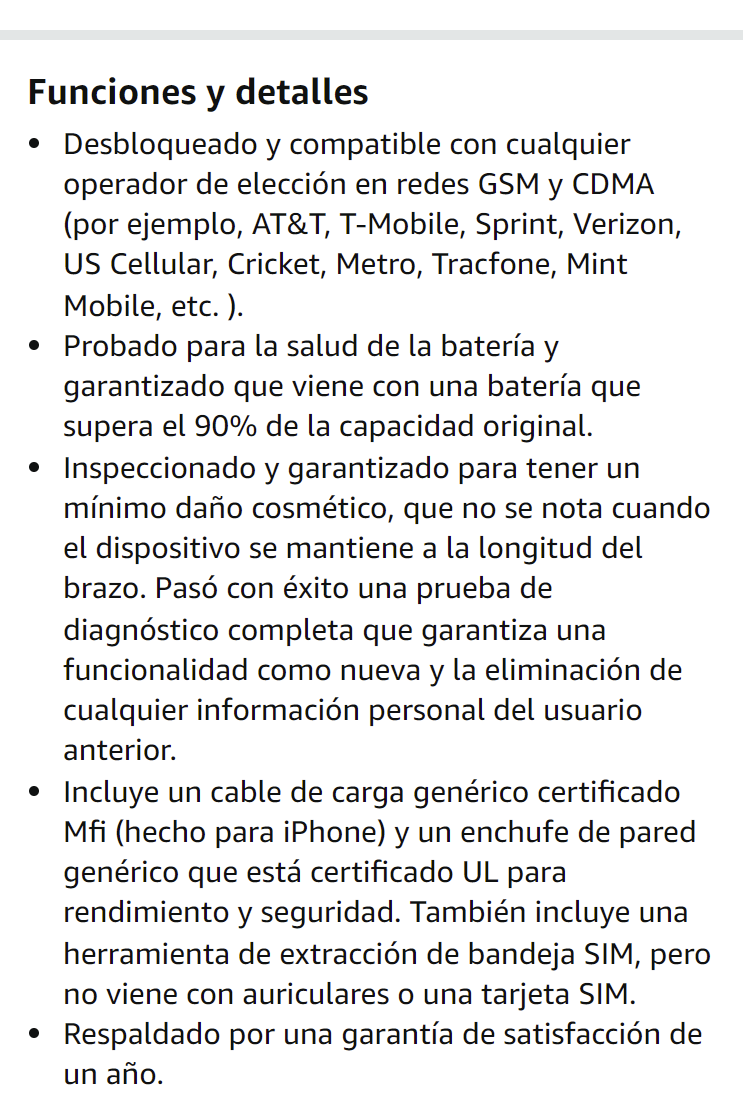 Funciones y detalles
• Desbloqueado y compatible con cualquier
operador de elección en redes GSM y CDMA
(por ejemplo, AT&T, T-Mobile, Sprint, Verizon,
US Cellular, Cricket, Metro, Tracfone, Mint
Mobile, etc. ).
• Probado para la salud de la batería y
garantizado que viene con una batería que
supera el 90% de la capacidad original.
• Inspeccionado y garantizado para tener un
mínimo daño cosmético, que no se nota cuando
el dispositivo se mantiene a la longitud del
brazo. Pasó con éxito una prueba de
diagnóstico completa que garantiza una
funcionalidad como nueva y la eliminación de
cualquier información personal del usuario
anterior.
• Incluye un cable de carga genérico certificado
Mfi (hecho para iPhone) y un enchufe de pared
genérico que está certificado UL para
rendimiento y seguridad. También incluye una
herramienta de extracción de bandeja SIM, pero
no viene con auriculares o una tarjeta SIM.
• Respaldado por una garantía de satisfacción de
un año.